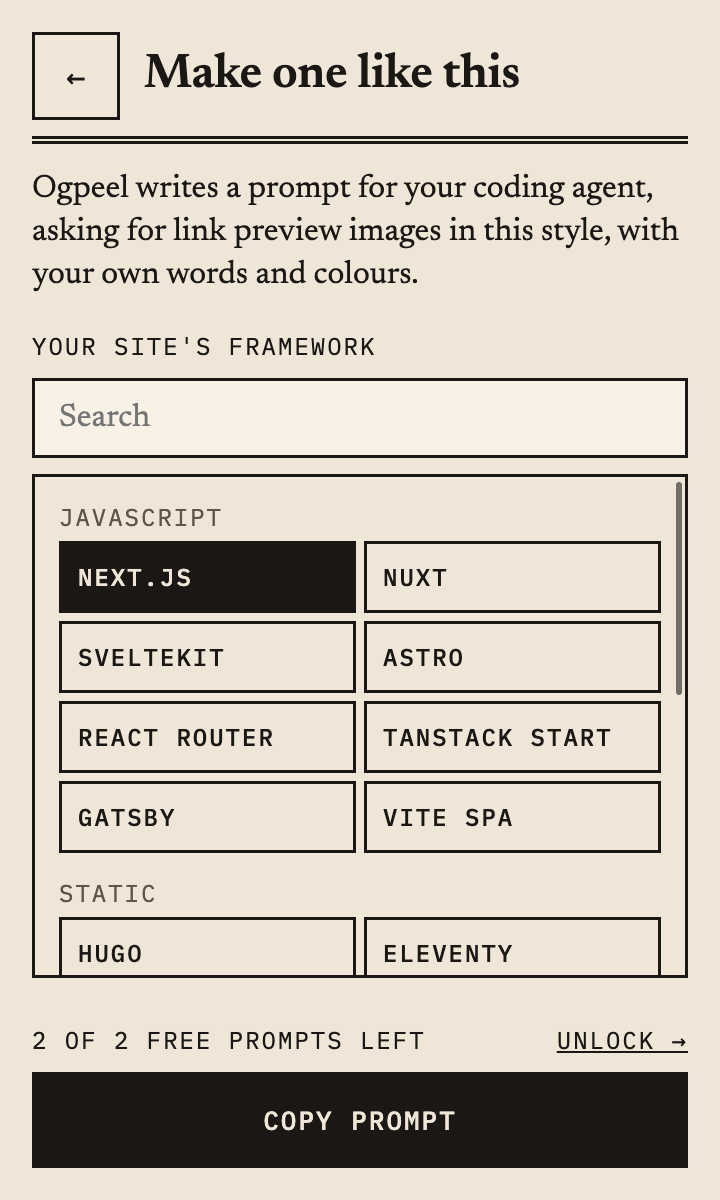 ←
Make one like this
Ogpeel writes a prompt for your coding agent,
asking for link preview images in this style, with
your own words and colours.
YOUR SITE'S FRAMEWORK
Search
JAVASCRIPT
NEXT.JS
NUXT
SVELTEKIT
ASTRO
REACT ROUTER
TANSTACK START
GATSBY
VITE SPA
STATIC
HUGO
ELEVENTY
2 OF 2 FREE PROMPTS LEFT
UNLOCK →
COPY PROMPT